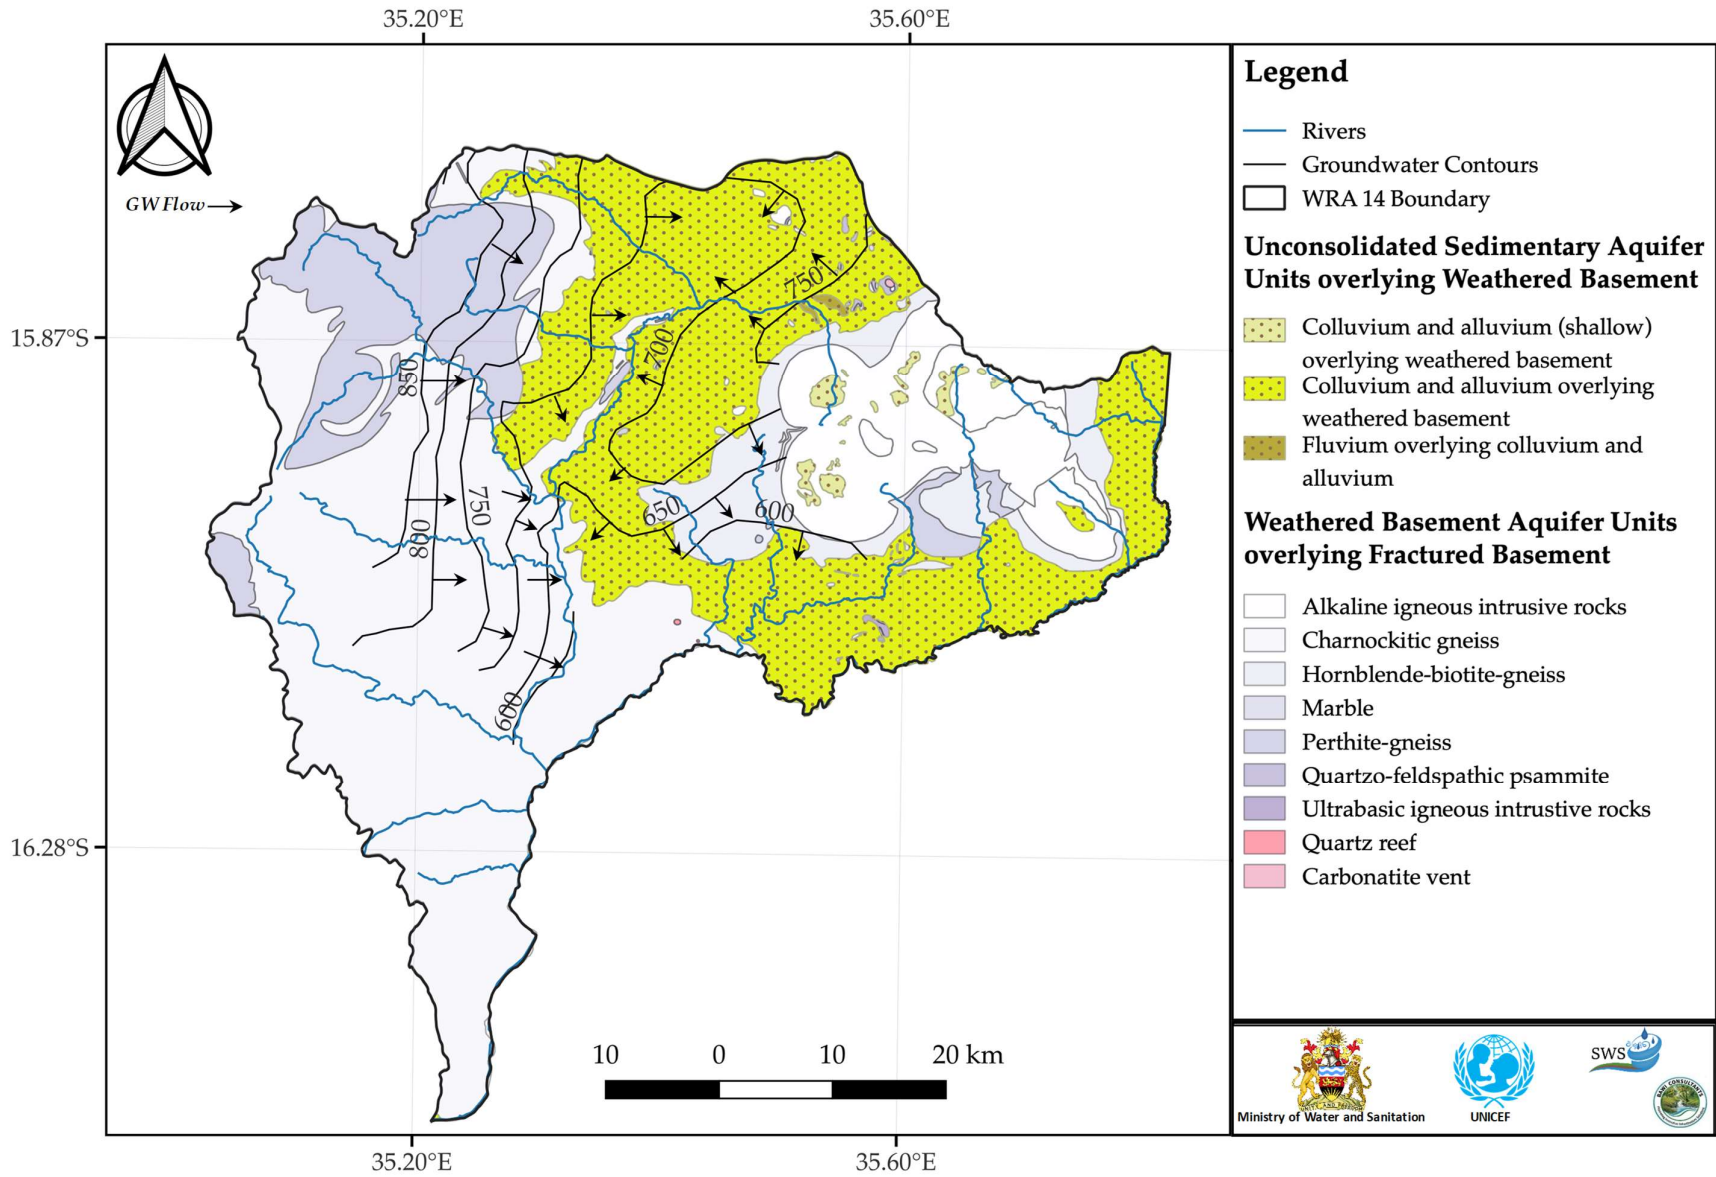 35.20°E
35.60°E
GW Flow
15.87°S
16.28°S
850
800
750
700
750
650
600
600
10 0 10 20 km
35.20°E
35.60°E
Legend
Rivers
Groundwater Contours
WRA 14 Boundary
Unconsolidated Sedimentary Aquifer
Units overlying Weathered Basement
Colluvium and alluvium (shallow)
overlying weathered basement
Colluvium and alluvium overlying
weathered basement
Fluvium overlying colluvium and
alluvium
Weathered Basement Aquifer Units
overlying Fractured Basement
Alkaline igneous intrusive rocks
Charnockitic gneiss
Hornblende-biotite-gneiss
Marble
Perthite-gneiss
Quartzo-feldspathic psammite
Ultrabasic igneous intrustive rocks
Quartz reef
Carbonatite vent
Ministry of Water and Sanitation
UNICEF
SWS